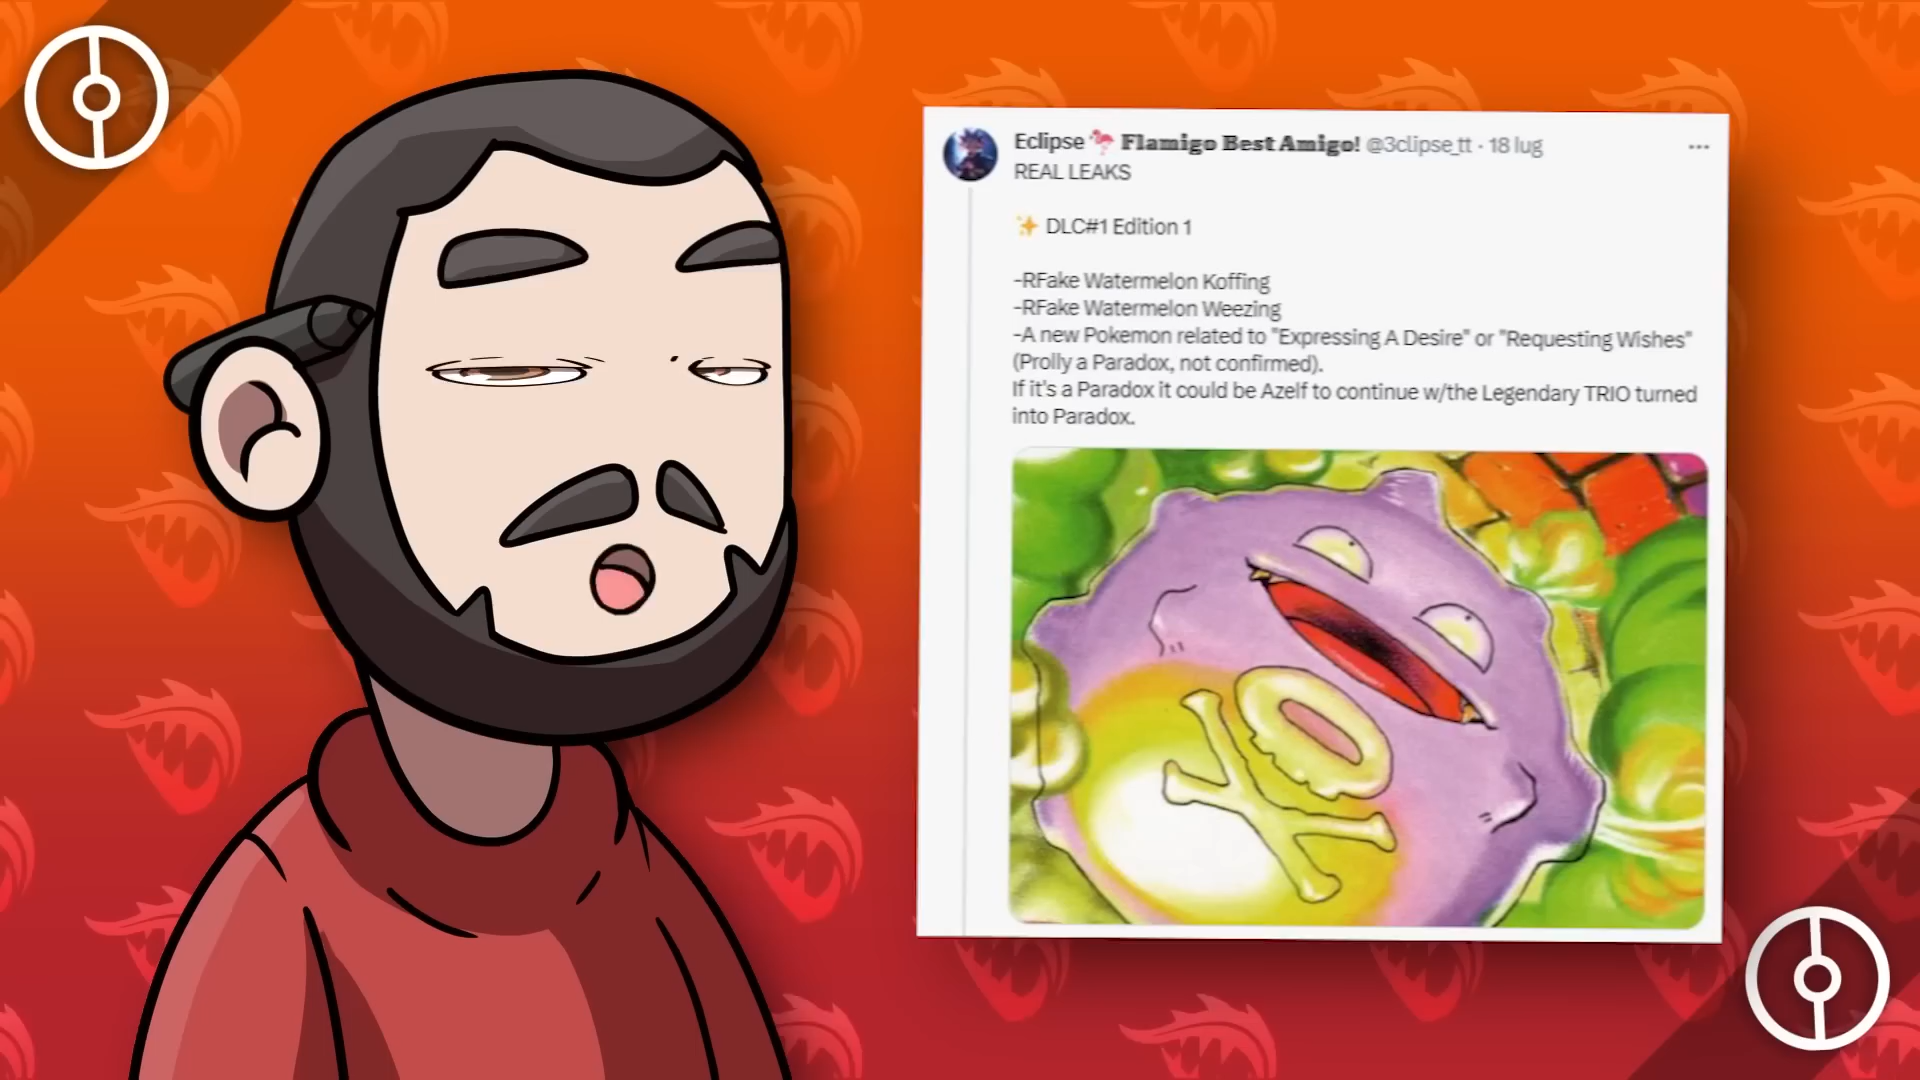 Eclipse🦩 Flamigo Best Amigo! @3clipse_tt · 18 lug
REAL LEAKS
✨ DLC#1 Edition 1
-RFake Watermelon Koffing
-RFake Watermelon Weezing
-A new Pokemon related to "Expressing A Desire" or "Requesting Wishes"
(Prolly a Paradox, not confirmed).
If it's a Paradox it could be Azelf to continue w/the Legendary TRIO turned
into Paradox.